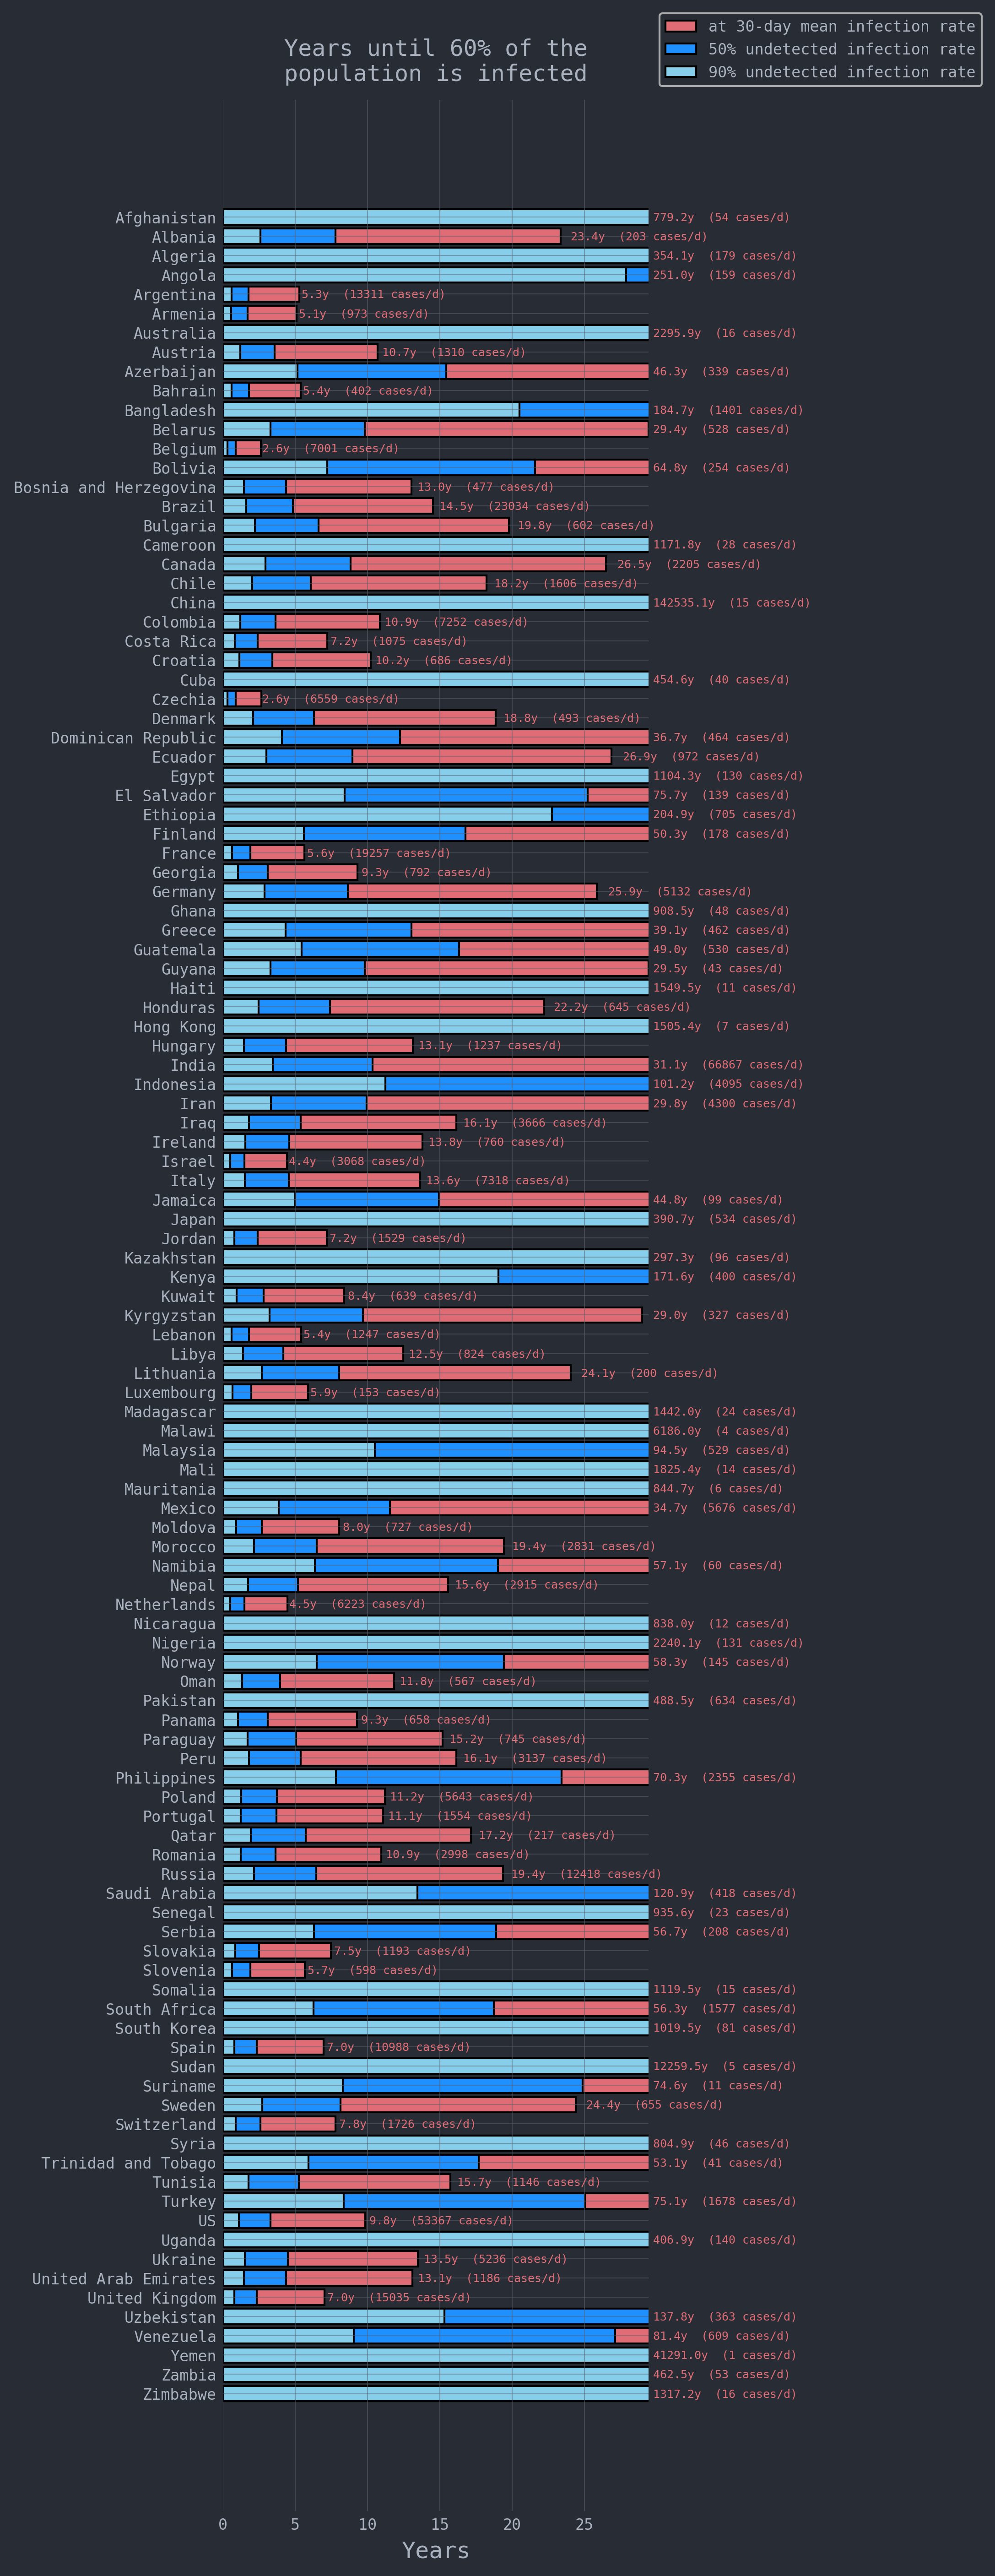 at 30-day mean infection rate
50% undetected infection rate
90% undetected infection rate
Years until 60% of the
population is infected
Afghanistan 779.2y (54 cases/d)
Albania 23.4y (203 cases/d)
Algeria 354.1y (179 cases/d)
Angola 251.0y (159 cases/d)
Argentina 5.3y (13311 cases/d)
Armenia 5.1y (973 cases/d)
Australia 2295.9y (16 cases/d)
Austria 10.7y (1310 cases/d)
Azerbaijan 46.3y (339 cases/d)
Bahrain 5.4y (402 cases/d)
Bangladesh 184.7y (1401 cases/d)
Belarus 29.4y (528 cases/d)
Belgium 2.6y (7001 cases/d)
Bolivia 64.8y (254 cases/d)
Bosnia and Herzegovina 13.0y (477 cases/d)
Brazil 14.5y (23034 cases/d)
Bulgaria 19.8y (602 cases/d)
Cameroon 1171.8y (28 cases/d)
Canada 26.5y (2205 cases/d)
Chile 18.2y (1606 cases/d)
China 142535.1y (15 cases/d)
Colombia 10.9y (7252 cases/d)
Costa Rica 7.2y (1075 cases/d)
Croatia 10.2y (686 cases/d)
Cuba 454.6y (40 cases/d)
Czechia 2.6y (6559 cases/d)
Denmark 18.8y (493 cases/d)
Dominican Republic 36.7y (464 cases/d)
Ecuador 26.9y (972 cases/d)
Egypt 1104.3y (130 cases/d)
El Salvador 75.7y (139 cases/d)
Ethiopia 204.9y (705 cases/d)
Finland 50.3y (178 cases/d)
France 5.6y (19257 cases/d)
Georgia 9.3y (792 cases/d)
Germany 25.9y (5132 cases/d)
Ghana 908.5y (48 cases/d)
Greece 39.1y (462 cases/d)
Guatemala 49.0y (530 cases/d)
Guyana 29.5y (43 cases/d)
Haiti 1549.5y (11 cases/d)
Honduras 22.2y (645 cases/d)
Hong Kong 1505.4y (7 cases/d)
Hungary 13.1y (1237 cases/d)
India 31.1y (66867 cases/d)
Indonesia 101.2y (4095 cases/d)
Iran 29.8y (4300 cases/d)
Iraq 16.1y (3666 cases/d)
Ireland 13.8y (760 cases/d)
Israel 4.4y (3068 cases/d)
Italy 13.6y (7318 cases/d)
Jamaica 44.8y (99 cases/d)
Japan 390.7y (534 cases/d)
Jordan 7.2y (1529 cases/d)
Kazakhstan 297.3y (96 cases/d)
Kenya 171.6y (400 cases/d)
Kuwait 8.4y (639 cases/d)
Kyrgyzstan 29.0y (327 cases/d)
Lebanon 5.4y (1247 cases/d)
Libya 12.5y (824 cases/d)
Lithuania 24.1y (200 cases/d)
Luxembourg 5.9y (153 cases/d)
Madagascar 1442.0y (24 cases/d)
Malawi 6186.0y (4 cases/d)
Malaysia 94.5y (529 cases/d)
Mali 1825.4y (14 cases/d)
Mauritania 844.7y (6 cases/d)
Mexico 34.7y (5676 cases/d)
Moldova 8.0y (727 cases/d)
Morocco 19.4y (2831 cases/d)
Namibia 57.1y (60 cases/d)
Nepal 15.6y (2915 cases/d)
Netherlands 4.5y (6223 cases/d)
Nicaragua 838.0y (12 cases/d)
Nigeria 2240.1y (131 cases/d)
Norway 58.3y (145 cases/d)
Oman 11.8y (567 cases/d)
Pakistan 488.5y (634 cases/d)
Panama 9.3y (658 cases/d)
Paraguay 15.2y (745 cases/d)
Peru 16.1y (3137 cases/d)
Philippines 70.3y (2355 cases/d)
Poland 11.2y (5643 cases/d)
Portugal 11.1y (1554 cases/d)
Qatar 17.2y (217 cases/d)
Romania 10.9y (2998 cases/d)
Russia 19.4y (12418 cases/d)
Saudi Arabia 120.9y (418 cases/d)
Senegal 935.6y (23 cases/d)
Serbia 56.7y (208 cases/d)
Slovakia 7.5y (1193 cases/d)
Slovenia 5.7y (598 cases/d)
Somalia 1119.5y (15 cases/d)
South Africa 56.3y (1577 cases/d)
South Korea 1019.5y (81 cases/d)
Spain 7.0y (10988 cases/d)
Sudan 12259.5y (5 cases/d)
Suriname 74.6y (11 cases/d)
Sweden 24.4y (655 cases/d)
Switzerland 7.8y (1726 cases/d)
Syria 804.9y (46 cases/d)
Trinidad and Tobago 53.1y (41 cases/d)
Tunisia 15.7y (1146 cases/d)
Turkey 75.1y (1678 cases/d)
US 9.8y (53367 cases/d)
Uganda 406.9y (140 cases/d)
Ukraine 13.5y (5236 cases/d)
United Arab Emirates 13.1y (1186 cases/d)
United Kingdom 7.0y (15035 cases/d)
Uzbekistan 137.8y (363 cases/d)
Venezuela 81.4y (609 cases/d)
Yemen 41291.0y (1 cases/d)
Zambia 462.5y (53 cases/d)
Zimbabwe 1317.2y (16 cases/d)
0 5 10 15 20 25
Years